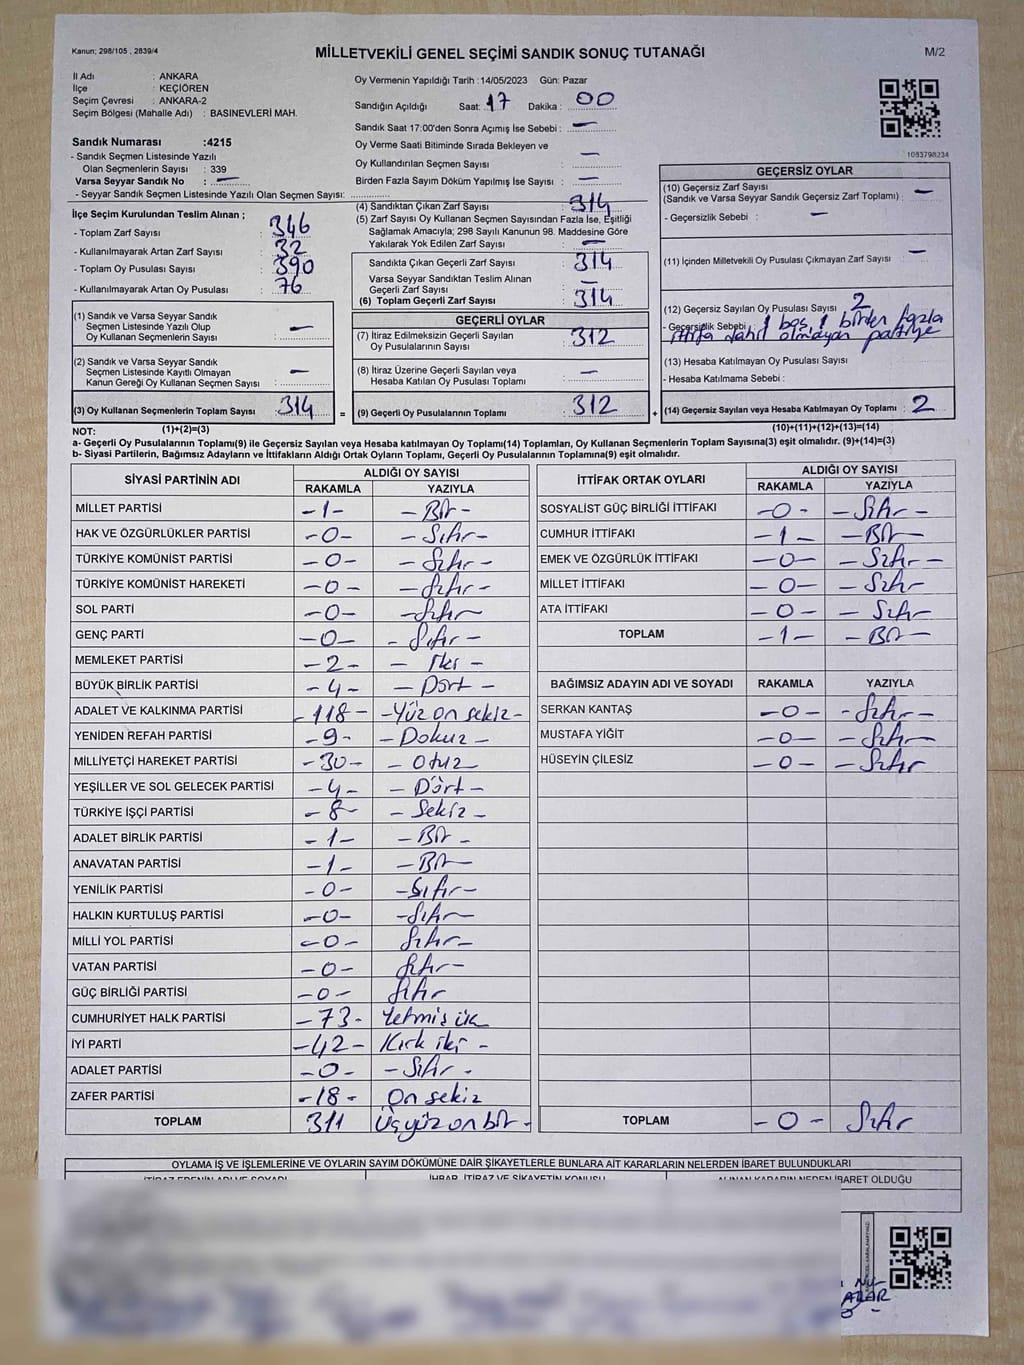 Kanun; 298/105 , 2839/4
MİLLETVEKİLİ GENEL SEÇİMİ SANDIK SONUÇ TUTANAĞI
M/2
İl Adı : ANKARA
İlçe : KEÇİÖREN
Seçim Çevresi : ANKARA-2
Seçim Bölgesi (Mahalle Adı) : BASINEVLERİ MAH.
Sandık Numarası :4215
- Sandık Seçmen Listesinde Yazılı
Olan Seçmenlerin Sayısı : 339
Varsa Seyyar Sandık No : —
- Seyyar Sandık Seçmen Listesinde Yazılı Olan Seçmen Sayısı:
Oy Vermenin Yapıldığı Tarih :14/05/2023 Gün: Pazar
Sandığın Açıldığı Saat: 17 Dakika : 00
Sandık Saat 17:00'den Sonra Açımış İse Sebebi : —
Oy Verme Saati Bitiminde Sırada Bekleyen ve
Oy Kullandırılan Seçmen Sayısı : —
Birden Fazla Sayım Döküm Yapılmış İse Sayısı : —
1083798234
İlçe Seçim Kurulundan Teslim Alınan ;
- Toplam Zarf Sayısı : 346
- Kullanılmayarak Artan Zarf Sayısı : 32
- Toplam Oy Pusulası Sayısı : 390
- Kullanılmayarak Artan Oy Pusulası : 76
(4) Sandıktan Çıkan Zarf Sayısı : 314
(5) Zarf Sayısı Oy Kullanan Seçmen Sayısından Fazla İse, Eşitliği
Sağlamak Amacıyla; 298 Sayılı Kanunun 98. Maddesine Göre
Yakılarak Yok Edilen Zarf Sayısı : —
Sandıkta Çıkan Geçerli Zarf Sayısı : 314
Varsa Seyyar Sandıktan Teslim Alınan
Geçerli Zarf Sayısı : —
(6) Toplam Geçerli Zarf Sayısı : 314
GEÇERSİZ OYLAR
(10) Geçersiz Zarf Sayısı : —
(Sandık ve Varsa Seyyar Sandık Geçersiz Zarf Toplamı)
- Geçersizlik Sebebi : —
(11) İçinden Milletvekili Oy Pusulası Çıkmayan Zarf Sayısı : —
(12) Geçersiz Sayılan Oy Pusulası Sayısı : 2
- Geçersizlik Sebebi : 1 boş, 1 birden fazla
ittifa dahil olmayan partiye
(13) Hesaba Katılmayan Oy Pusulası Sayısı
- Hesaba Katılmama Sebebi :
(1) Sandık ve Varsa Seyyar Sandık
Seçmen Listesinde Yazılı Olup
Oy Kullanan Seçmenlerin Sayısı : —
(2) Sandık ve Varsa Seyyar Sandık
Seçmen Listesinde Kayıtlı Olmayan
Kanun Gereği Oy Kullanan Seçmen Sayısı : —
(3) Oy Kullanan Seçmenlerin Toplam Sayısı : 314
GEÇERLİ OYLAR
(7) İtiraz Edilmeksizin Geçerli Sayılan
Oy Pusulalarının Sayısı : 312
(8) İtiraz Üzerine Geçerli Sayılan veya
Hesaba Katılan Oy Pusulası Toplamı : —
= (9) Geçerli Oy Pusulalarının Toplamı : 312
+ (14) Geçersiz Sayılan veya Hesaba Katılmayan Oy Toplamı : 2
NOT: (1)+(2)=(3)
(10)+(11)+(12)+(13)=(14)
a- Geçerli Oy Pusulalarının Toplamı(9) ile Geçersiz Sayılan veya Hesaba katılmayan Oy Toplamı(14) Toplamları, Oy Kullanan Seçmenlerin Toplam Sayısına(3) eşit olmalıdır. (9)+(14)=(3)
b- Siyasi Partilerin, Bağımsız Adayların ve İttifakların Aldığı Ortak Oyların Toplamı, Geçerli Oy Pusulalarının Toplamına(9) eşit olmalıdır.
SİYASİ PARTİNİN ADI ALDIĞI OY SAYISI
RAKAMLA YAZIYLA
MİLLET PARTİSİ -1- -Bir-
HAK VE ÖZGÜRLÜKLER PARTİSİ -0- -Sıfır-
TÜRKİYE KOMÜNİST PARTİSİ -0- -Sıfır-
TÜRKİYE KOMÜNİST HAREKETİ -0- -Sıfır-
SOL PARTİ -0- -Sıfır-
GENÇ PARTİ -0- -Sıfır-
MEMLEKET PARTİSİ -2- -İki-
BÜYÜK BİRLİK PARTİSİ -4- -Dört-
ADALET VE KALKINMA PARTİSİ -118- -Yüz on sekiz-
YENİDEN REFAH PARTİSİ -9- -Dokuz-
MİLLİYETÇİ HAREKET PARTİSİ -30- -Otuz
YEŞİLLER VE SOL GELECEK PARTİSİ -4- -Dört-
TÜRKİYE İŞÇİ PARTİSİ -8- -Sekiz-
ADALET BİRLİK PARTİSİ -1- -Bir-
ANAVATAN PARTİSİ -1- -Bir-
YENİLİK PARTİSİ -0- -Sıfır-
HALKIN KURTULUŞ PARTİSİ -0- -Sıfır-
MİLLİ YOL PARTİSİ -0- Sıfır-
VATAN PARTİSİ -0- Sıfır-
GÜÇ BİRLİĞİ PARTİSİ -0- Sıfır
CUMHURİYET HALK PARTİSİ -73- Yetmiş üç
İYİ PARTİ -42- Kırk iki -
ADALET PARTİSİ -0- -Sıfır-
ZAFER PARTİSİ -18- On sekiz
TOPLAM 311 Üçyüz on bir-
İTTİFAK ORTAK OYLARI ALDIĞI OY SAYISI
RAKAMLA YAZIYLA
SOSYALİST GÜÇ BİRLİĞİ İTTİFAKI -0- -Sıfır-
CUMHUR İTTİFAKI -1- -Bir-
EMEK VE ÖZGÜRLÜK İTTİFAKI -0- -Sıfır-
MİLLET İTTİFAKI -0- -Sıfır
ATA İTTİFAKI -0- -Sıfır
TOPLAM -1- -Bir-
BAĞIMSIZ ADAYIN ADI VE SOYADI RAKAMLA YAZIYLA
SERKAN KANTAŞ -0- -Sıfır-
MUSTAFA YİĞİT -0- -Sıfır-
HÜSEYİN ÇİLESİZ -0- -Sıfır
TOPLAM -0- Sıfır
OYLAMA İŞ VE İŞLEMLERİNE VE OYLARIN SAYIM DÖKÜMÜNE DAİR ŞİKAYETLERLE BUNLARA AİT KARARLARIN NELERDEN İBARET BULUNDUKLARI
İTİRAZ EDENİN ADI VE SOYADI İHBAR, İTİRAZ VE ŞİKAYETİN KONUSU ALINAN KARARIN NEDEN İBARET OLDUĞU